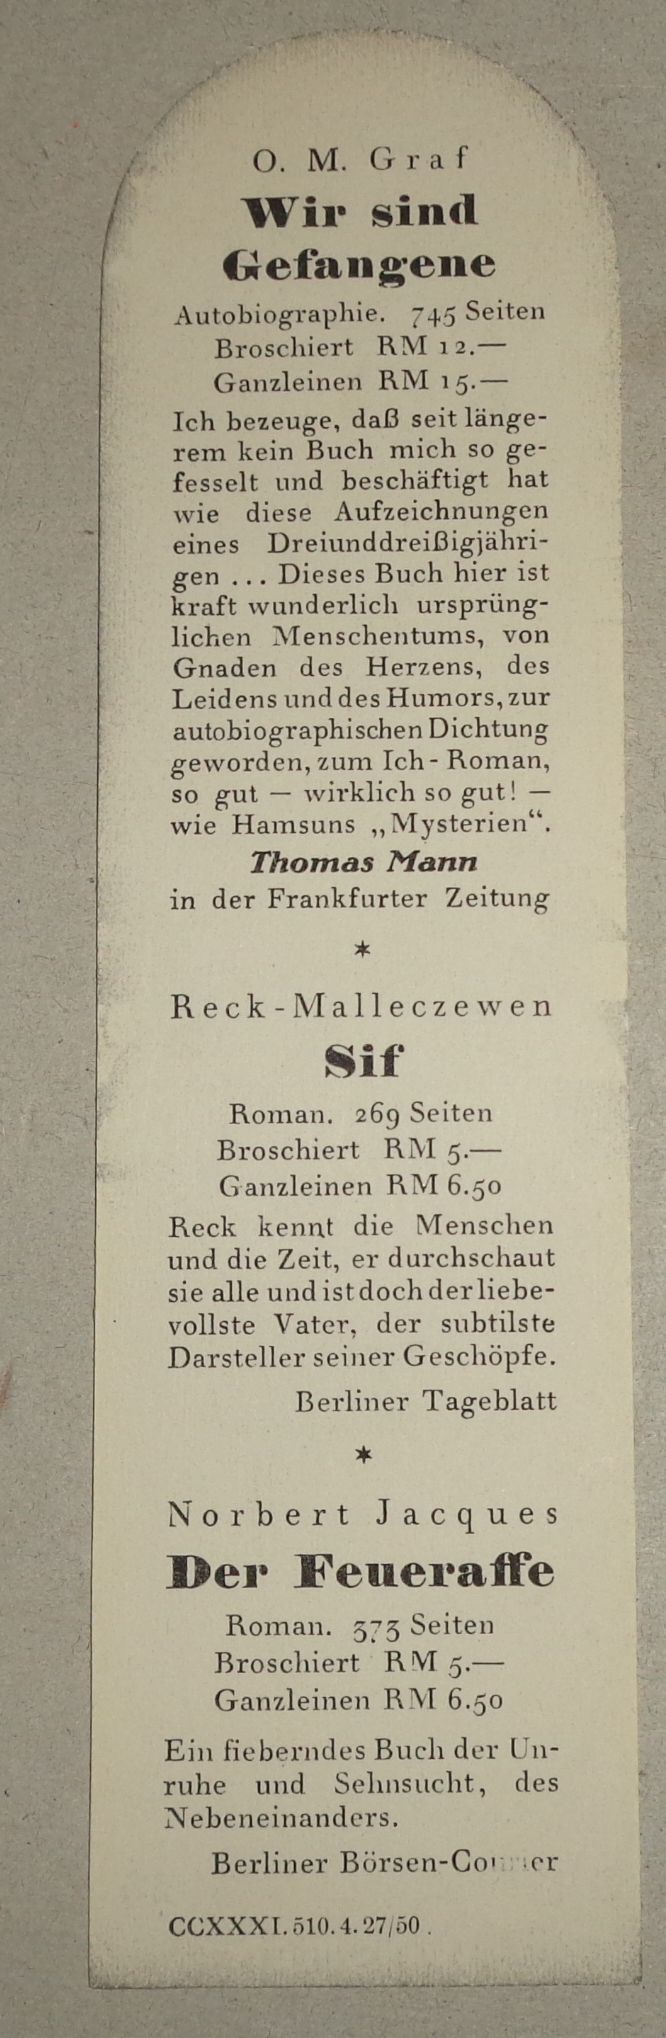 O. M. Graf
Wir sind
Gefangene
Autobiographie. 745 Seiten
Broschiert RM 12.—
Ganzleinen RM 15.—
Ich bezeuge, daß seit länge-
rem kein Buch mich so ge-
fesselt und beschäftigt hat
wie diese Aufzeichnungen
eines Dreiunddreißigjähri-
gen ... Dieses Buch hier ist
kraft wunderlich ursprüng-
lichen Menschentums, von
Gnaden des Herzens, des
Leidens und des Humors, zur
autobiographischen Dichtung
geworden, zum Ich-Roman,
so gut — wirklich so gut! —
wie Hamsuns „Mysterien“.
Thomas Mann
in der Frankfurter Zeitung
*
Reck-Malleczewen
Sif
Roman. 269 Seiten
Broschiert RM 5.—
Ganzleinen RM 6.50
Reck kennt die Menschen
und die Zeit, er durchschaut
sie alle und ist doch der liebe-
vollste Vater, der subtilste
Darsteller seiner Geschöpfe.
Berliner Tageblatt
*
Norbert Jacques
Der Feueraffe
Roman. 373 Seiten
Broschiert RM 5.—
Ganzleinen RM 6.50
Ein fieberndes Buch der Un-
ruhe und Sehnsucht, des
Nebeneinanders.
Berliner Börsen-Courier
CCXXXI. 510. 4. 27/50.